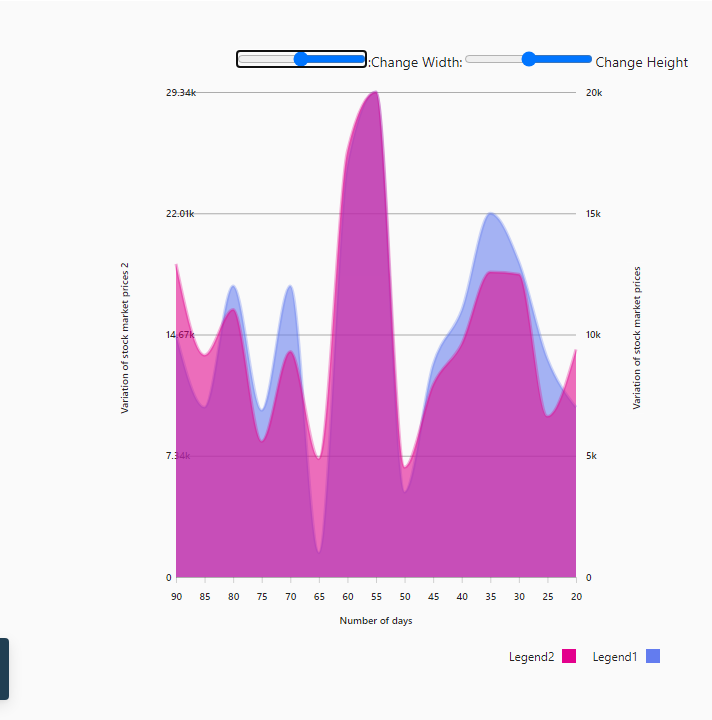 :Change Width: Change Height
29.34k 20k
22.01k 15k
14.67k 10k
7.34k 5k
0 0
Variation of stock market prices 2
Variation of stock market prices
90 85 80 75 70 65 60 55 50 45 40 35 30 25 20
Number of days
Legend2 Legend1